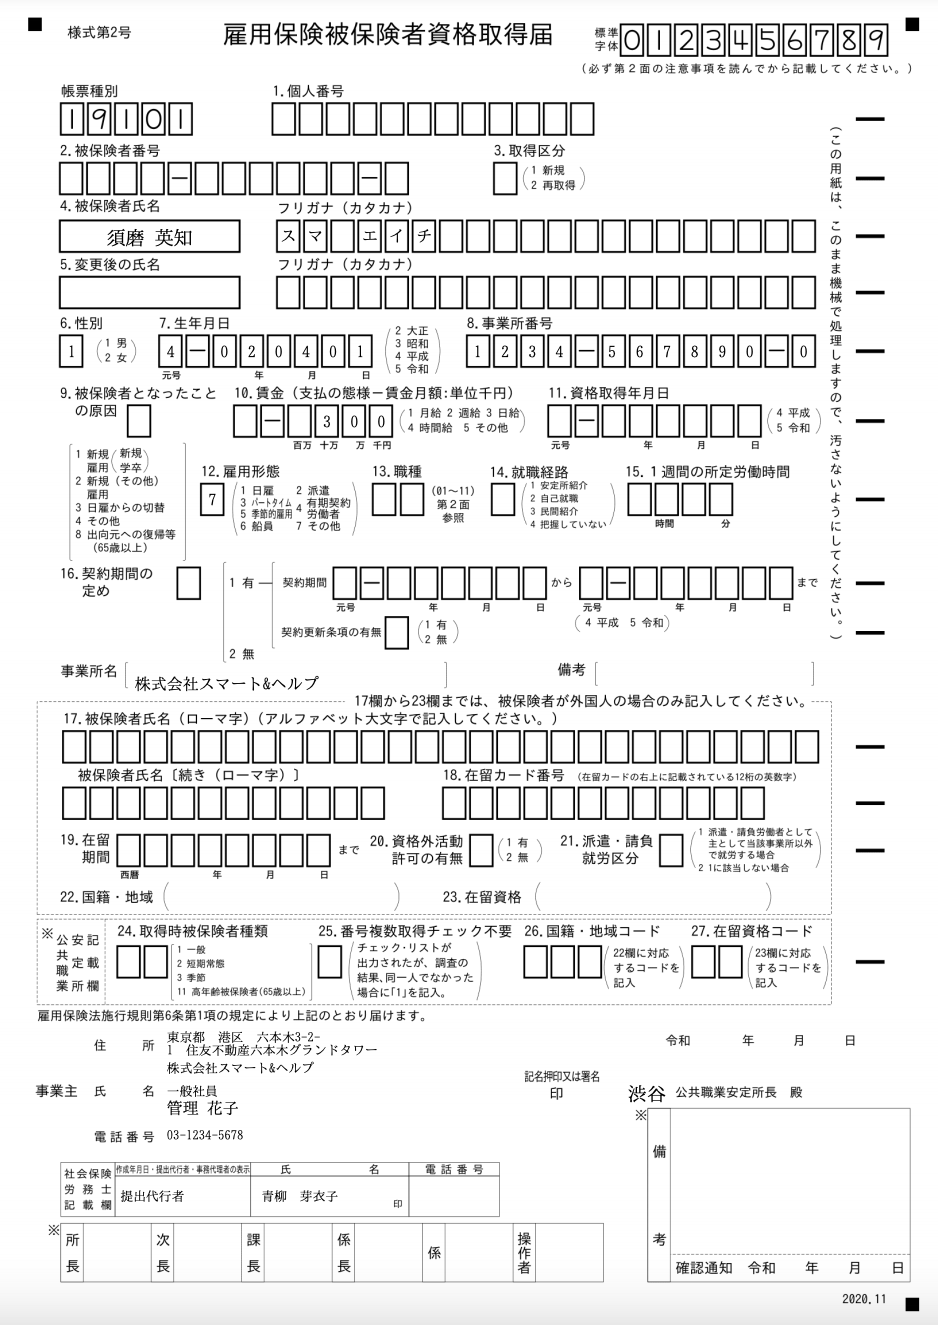 様式第2号
雇用保険被保険者資格取得届
標準字体 0123456789
(必ず第2面の注意事項を読んでから記載してください。)
帳票種別
19101
1.個人番号
2.被保険者番号
3.取得区分
(1 新規
2 再取得)
4.被保険者氏名
須磨 英知
フリガナ(カタカナ)
スマ エイチ
5.変更後の氏名
フリガナ(カタカナ)
6.性別
1
(1 男
2 女)
7.生年月日
4-020401
元号 年 月 日
(2 大正
3 昭和
4 平成
5 令和)
8.事業所番号
1234-567890-0
9.被保険者となったことの原因
1 新規(新規
雇用(学卒)
2 新規(その他)
雇用
3 日雇からの切替
4 その他
8 出向元への復帰等
(65歳以上)
10.賃金(支払の態様-賃金月額:単位千円)
- 300
百万 十万 万 千円
(1 月給 2 週給 3 日給
4 時間給 5 その他)
11.資格取得年月日
-
元号 年 月 日
(4 平成
5 令和)
12.雇用形態
7
(1 日雇 2 派遣
3 パートタイム 4 有期契約労働者
5 季節的雇用
6 船員 7 その他)
13.職種
(01~11)
第2面
参照
14.就職経路
1 安定所紹介
2 自己就職
3 民間紹介
4 把握していない
15.1週間の所定労働時間
時間 分
16.契約期間の定め
1 有
契約期間
- から - まで
元号 年 月 日 元号 年 月 日
(4 平成 5 令和)
契約更新条項の有無
(1 有
2 無)
2 無
(この用紙は、このまま機械で処理しますので、汚さないようにしてください。)
事業所名
株式会社スマート&ヘルプ
備考
17欄から23欄までは、被保険者が外国人の場合のみ記入してください。
17.被保険者氏名(ローマ字)(アルファベット大文字で記入してください。)
被保険者氏名〔続き(ローマ字)〕
18.在留カード番号 (在留カードの右上に記載されている12桁の英数字)
19.在留期間
まで
西暦 年 月 日
20.資格外活動許可の有無
(1 有
2 無)
21.派遣・請負就労区分
1 派遣・請負労働者として
主として当該事業所以外
で就労する場合
2 1に該当しない場合
22.国籍・地域( )
23.在留資格( )
※公共職業安定所記載欄
24.取得時被保険者種類
1 一般
2 短期常態
3 季節
11 高年齢被保険者(65歳以上)
25.番号複数取得チェック不要
チェック・リストが
出力されたが、調査の
結果、同一人でなかった
場合に「1」を記入。
26.国籍・地域コード
22欄に対応
するコードを
記入
27.在留資格コード
23欄に対応
するコードを
記入
雇用保険法施行規則第6条第1項の規定により上記のとおり届けます。
住 所
東京都 港区 六本木3-2-
1 住友不動産六本木グランドタワー
株式会社スマート&ヘルプ
令和 年 月 日
事業主 氏 名
一般社員
管理 花子
記名押印又は署名
印
渋谷 公共職業安定所長 殿
電話番号 03-1234-5678
社会保険労務士記載欄
作成年月日・提出代行者・事務代理者の表示
氏 名
電話番号
提出代行者
青柳 芽衣子
印
※
備 考
※
所長
次長
課長
係長
係
操作者
確認通知 令和 年 月 日
2020.11